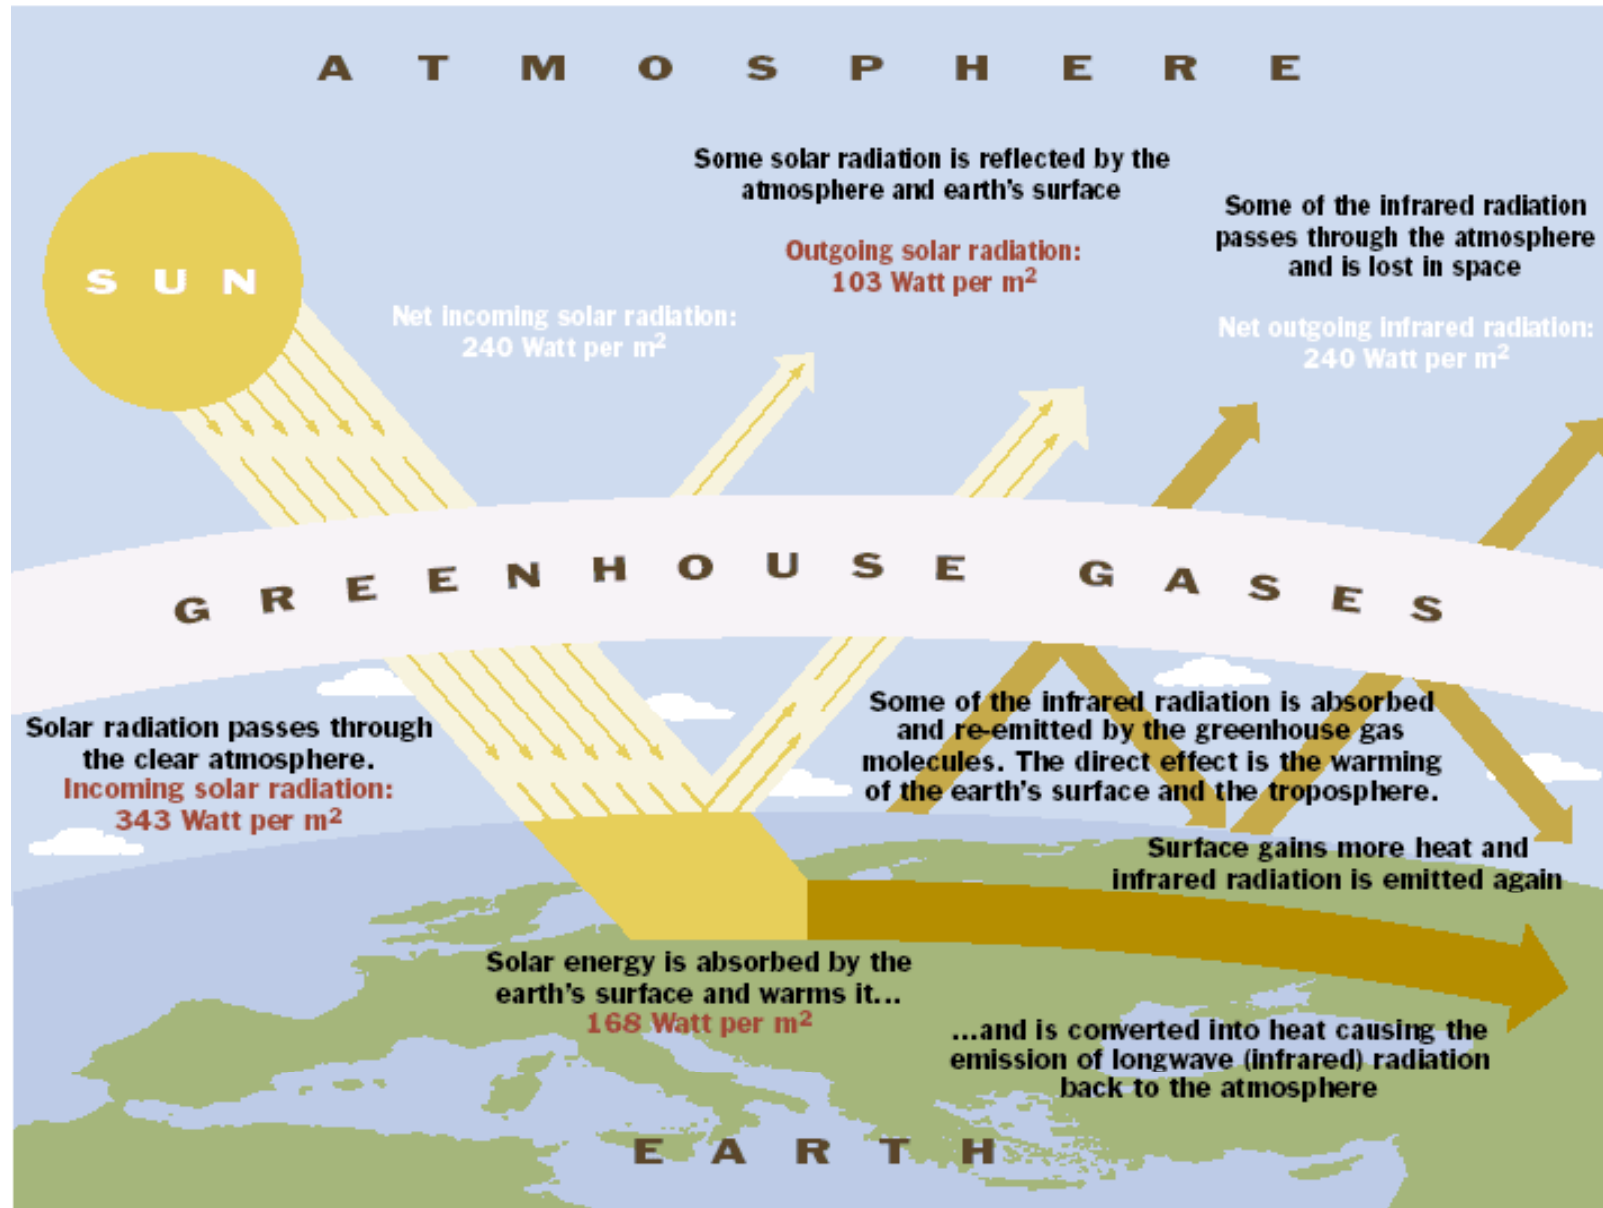 ATMOSPHERE
Some solar radiation is reflected by the
atmosphere and earth's surface
Outgoing solar radiation:
103 Watt per m²
Some of the infrared radiation
passes through the atmosphere
and is lost in space
Net outgoing infrared radiation:
240 Watt per m²
SUN
Net incoming solar radiation:
240 Watt per m²
GREENHOUSE GASES
Solar radiation passes through
the clear atmosphere.
Incoming solar radiation:
343 Watt per m²
Some of the infrared radiation is absorbed
and re-emitted by the greenhouse gas
molecules. The direct effect is the warming
of the earth's surface and the troposphere.
Surface gains more heat and
infrared radiation is emitted again
Solar energy is absorbed by the
earth's surface and warms it...
168 Watt per m²
...and is converted into heat causing the
emission of longwave (infrared) radiation
back to the atmosphere
EARTH